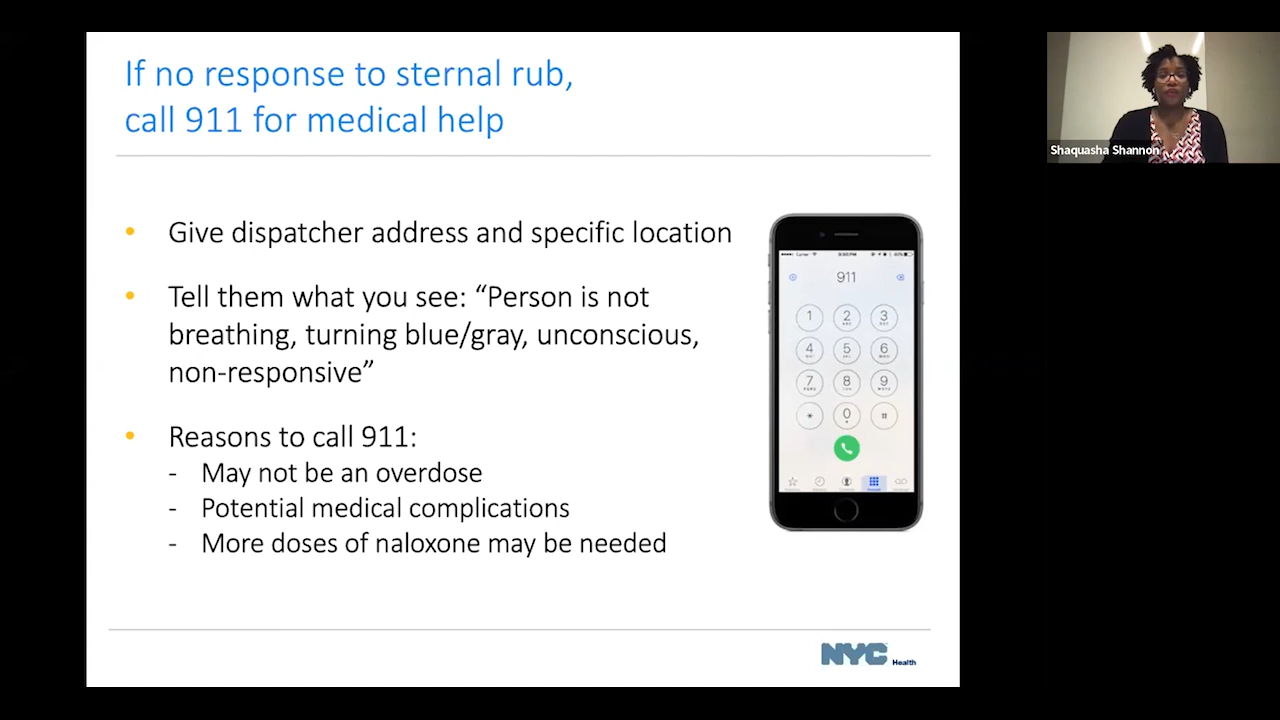 If no response to sternal rub,
call 911 for medical help
Shaquasha Shannon
• Give dispatcher address and specific location
• Tell them what you see: “Person is not
breathing, turning blue/gray, unconscious,
non-responsive”
• Reasons to call 911:
- May not be an overdose
- Potential medical complications
- More doses of naloxone may be needed
911
1
2
3
4
5
6
7
8
9
*
0
#
NYC
Health